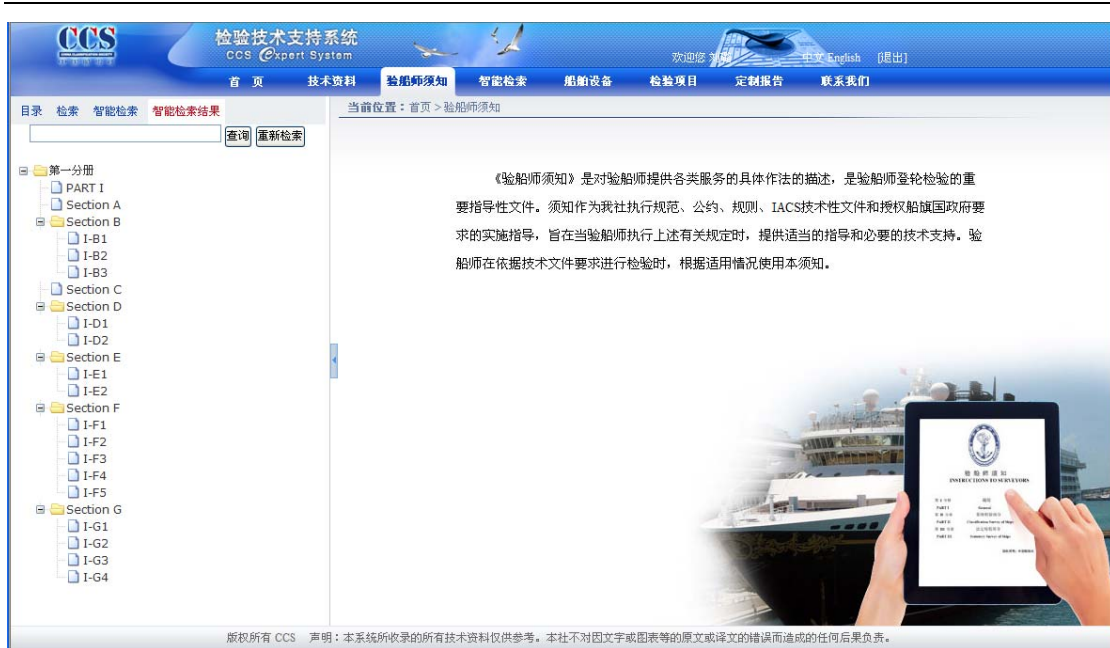 CCS
检验技术支持系统
CCS Expert System
欢迎您
中文 English [退出]
首 页 技术资料 验船师须知 智能检索 船舶设备 检验项目 定制报告 联系我们
目录 检索 智能检索 智能检索结果
当前位置：首页 > 验船师须知
查询 重新检索
第一分册
PART I
Section A
Section B
I-B1
I-B2
I-B3
Section C
Section D
I-D1
I-D2
Section E
I-E1
I-E2
Section F
I-F1
I-F2
I-F3
I-F4
I-F5
Section G
I-G1
I-G2
I-G3
I-G4
《验船师须知》是对验船师提供各类服务的具体作法的描述，是验船师登轮检验的重
要指导性文件。须知作为我社执行规范、公约、规则、IACS技术性文件和授权船旗国政府要
求的实施指导，旨在当验船师执行上述有关规定时，提供适当的指导和必要的技术支持。验
船师在依据技术文件要求进行检验时，根据适用情况使用本须知。
验 船 师 须 知
INSTRUCTIONS TO SURVEYORS
PART I General
版权所有 CCS 声明：本系统所收录的所有技术资料仅供参考。本社不对因文字或图表等的原文或译文的错误而造成的任何后果负责。